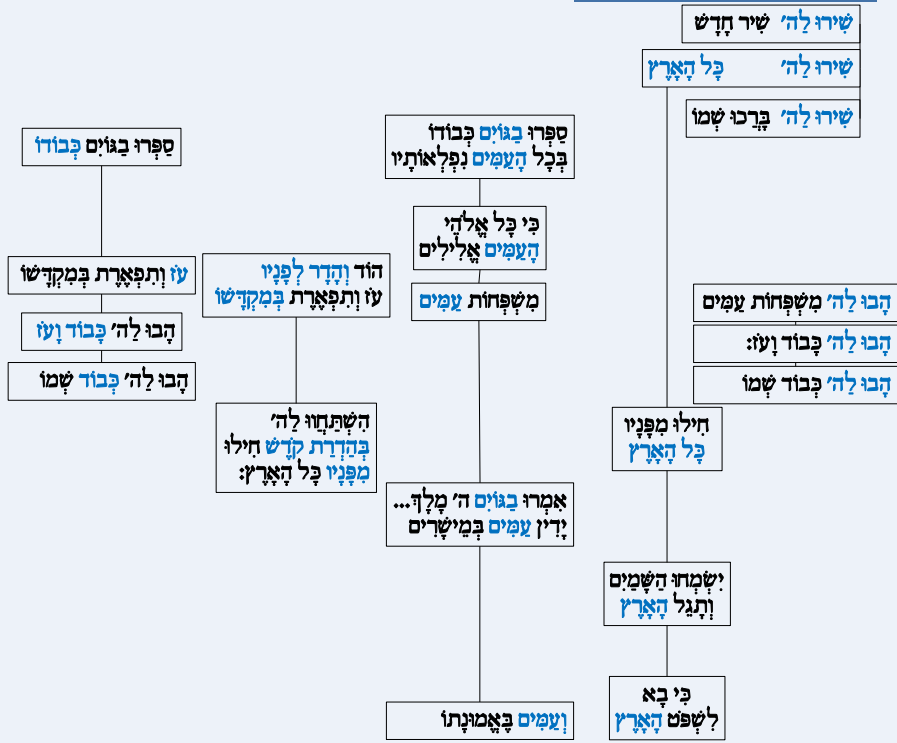 שִׁירוּ לַה' שִׁיר חָדָשׁ
שִׁירוּ לַה' כָּל הָאָרֶץ
שִׁירוּ לַה' בָּרֲכוּ שְׁמוֹ
הָבוּ לַה' מִשְׁפְּחוֹת עַמִּים
הָבוּ לַה' כָּבוֹד וָעֹז:
הָבוּ לַה' כְּבוֹד שְׁמוֹ
חִילוּ מִפָּנָיו
כָּל הָאָרֶץ
יִשְׂמְחוּ הַשָּׁמַיִם
וְתָגֵל הָאָרֶץ
כִּי בָא
לִשְׁפֹּט הָאָרֶץ
סַפְּרוּ בַגּוֹיִם כְּבוֹדוֹ
בְּכָל הָעַמִּים נִפְלְאוֹתָיו
כִּי כָּל אֱלֹהֵי
הָעַמִּים אֱלִילִים
מִשְׁפְּחוֹת עַמִּים
אִמְרוּ בַגּוֹיִם ה' מָלָךְ...
יָדִין עַמִּים בְּמֵישָׁרִים
וְעַמִּים בֶּאֱמוּנָתוֹ
הוֹד וְהָדָר לְפָנָיו
עֹז וְתִפְאֶרֶת בְּמִקְדָּשׁוֹ
הִשְׁתַּחֲווּ לַה'
בְּהַדְרַת קֹדֶשׁ חִילוּ
מִפָּנָיו כָּל הָאָרֶץ:
סַפְּרוּ בַגּוֹיִם כְּבוֹדוֹ
עֹז וְתִפְאֶרֶת בְּמִקְדָּשׁוֹ
הָבוּ לַה' כָּבוֹד וָעֹז
הָבוּ לַה' כְּבוֹד שְׁמוֹ